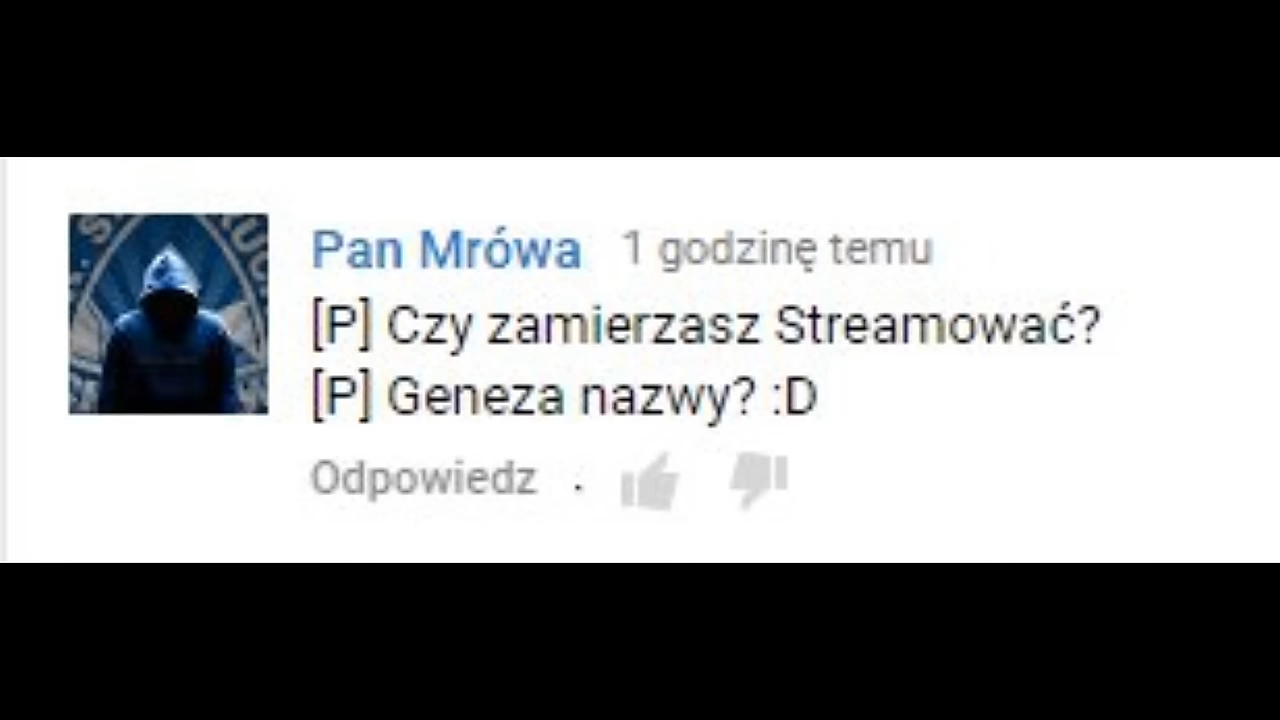 Pan Mrówa 1 godzinę temu
[P] Czy zamierzasz Streamować?
[P] Geneza nazwy? :D
Odpowiedz .